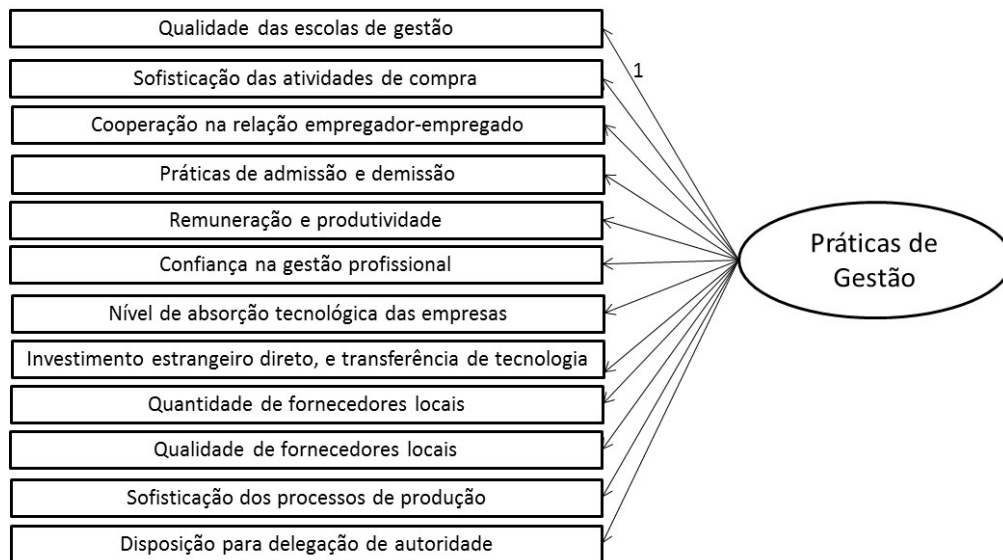 Qualidade das escolas de gestão
1
Sofisticação das atividades de compra
Cooperação na relação empregador-empregado
Práticas de admissão e demissão
Remuneração e produtividade
Confiança na gestão profissional
Nível de absorção tecnológica das empresas
Investimento estrangeiro direto, e transferência de tecnologia
Quantidade de fornecedores locais
Qualidade de fornecedores locais
Sofisticação dos processos de produção
Disposição para delegação de autoridade
Práticas de
Gestão